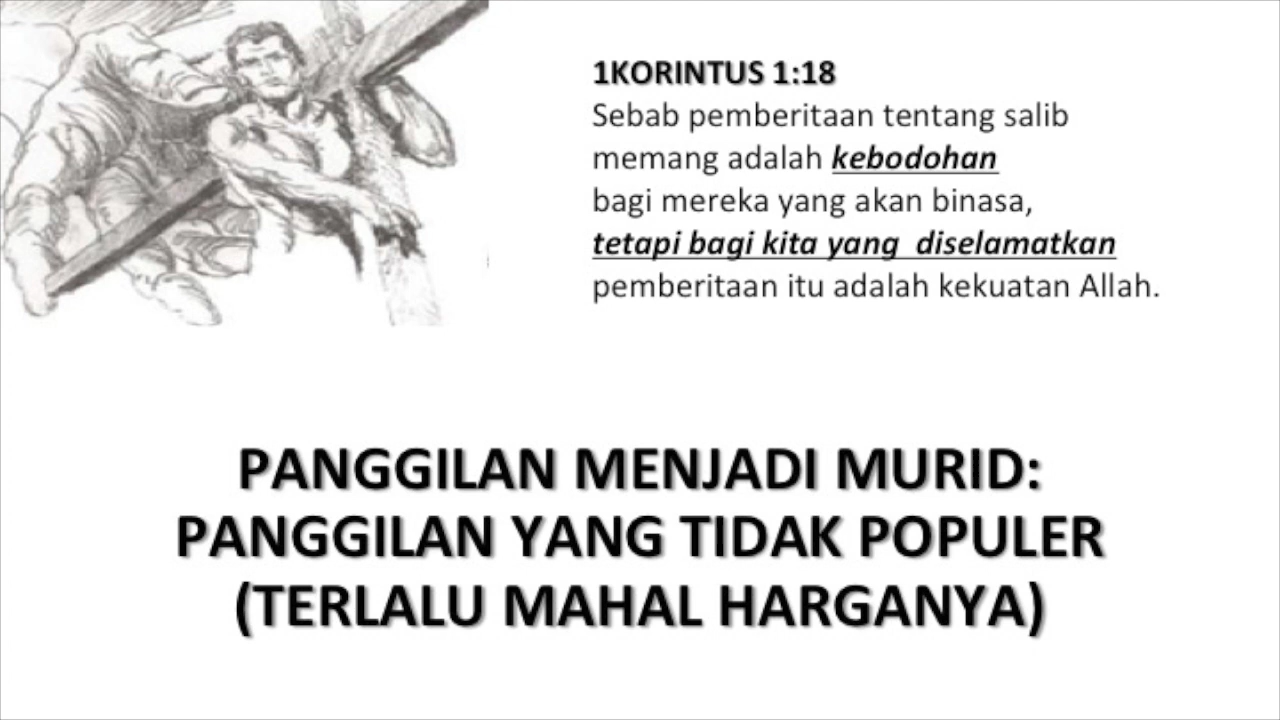 1KORINTUS 1:18
Sebab pemberitaan tentang salib
memang adalah kebodohan
bagi mereka yang akan binasa,
tetapi bagi kita yang  diselamatkan
pemberitaan itu adalah kekuatan Allah.
PANGGILAN MENJADI MURID:
PANGGILAN YANG TIDAK POPULER
(TERLALU MAHAL HARGANYA)